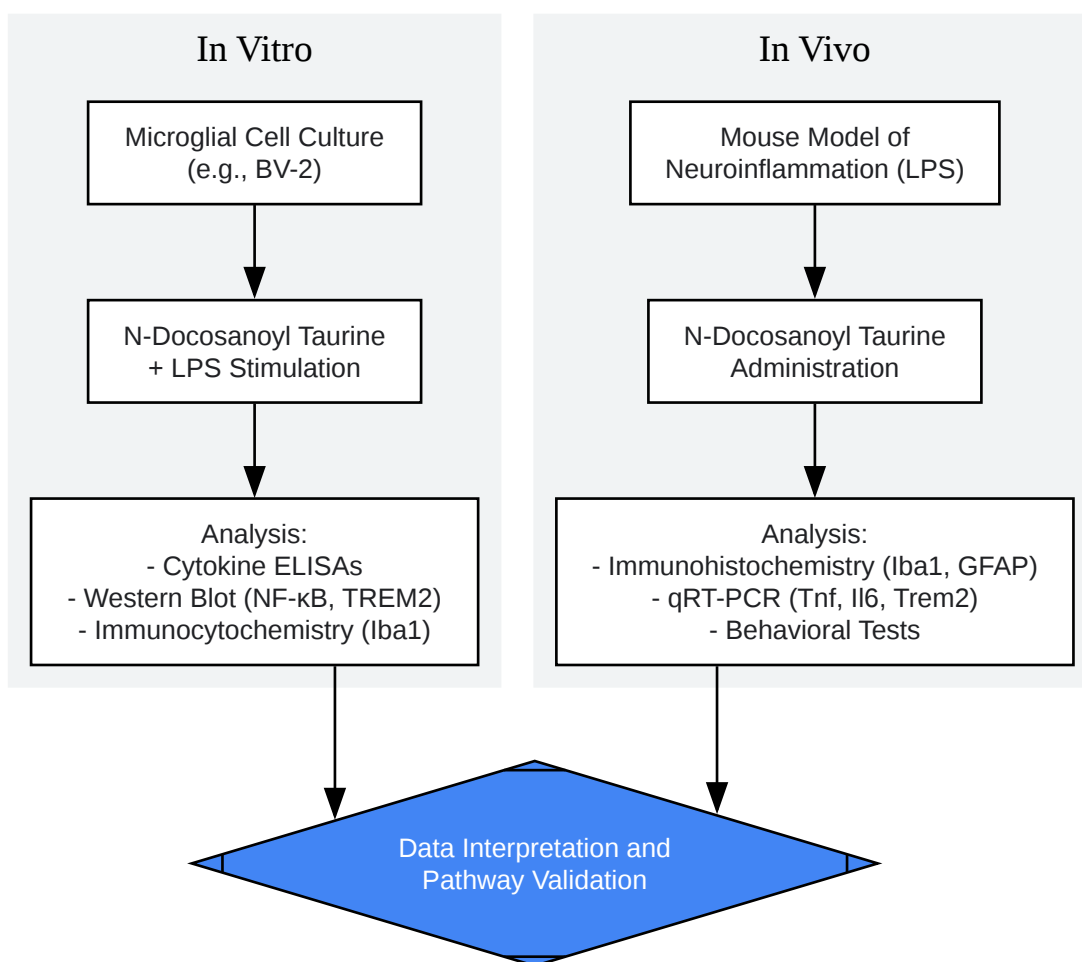 In Vitro
Microglial Cell Culture
(e.g., BV-2)
N-Docosanoyl Taurine
+ LPS Stimulation
Analysis:
- Cytokine ELISAs
- Western Blot (NF-κB, TREM2)
- Immunocytochemistry (Iba1)
In Vivo
Mouse Model of
Neuroinflammation (LPS)
N-Docosanoyl Taurine
Administration
Analysis:
- Immunohistochemistry (Iba1, GFAP)
- qRT-PCR (Tnf, Il6, Trem2)
- Behavioral Tests
Data Interpretation and
Pathway Validation